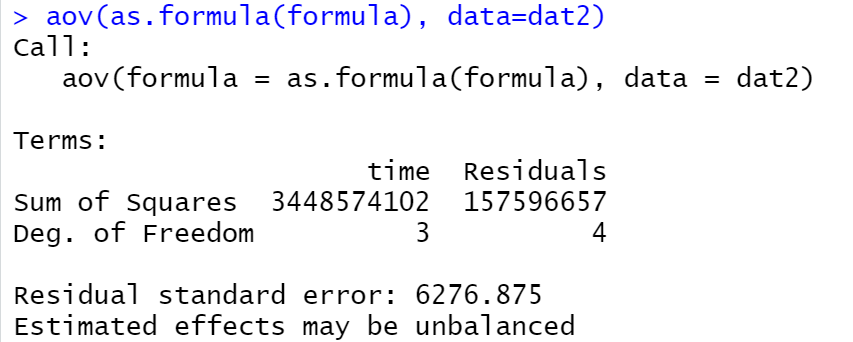 > aov(as.formula(formula), data=dat2)
Call:
   aov(formula = as.formula(formula), data = dat2)

Terms:
                      time  Residuals
Sum of Squares  3448574102  157596657
Deg. of Freedom          3          4

Residual standard error: 6276.875
Estimated effects may be unbalanced